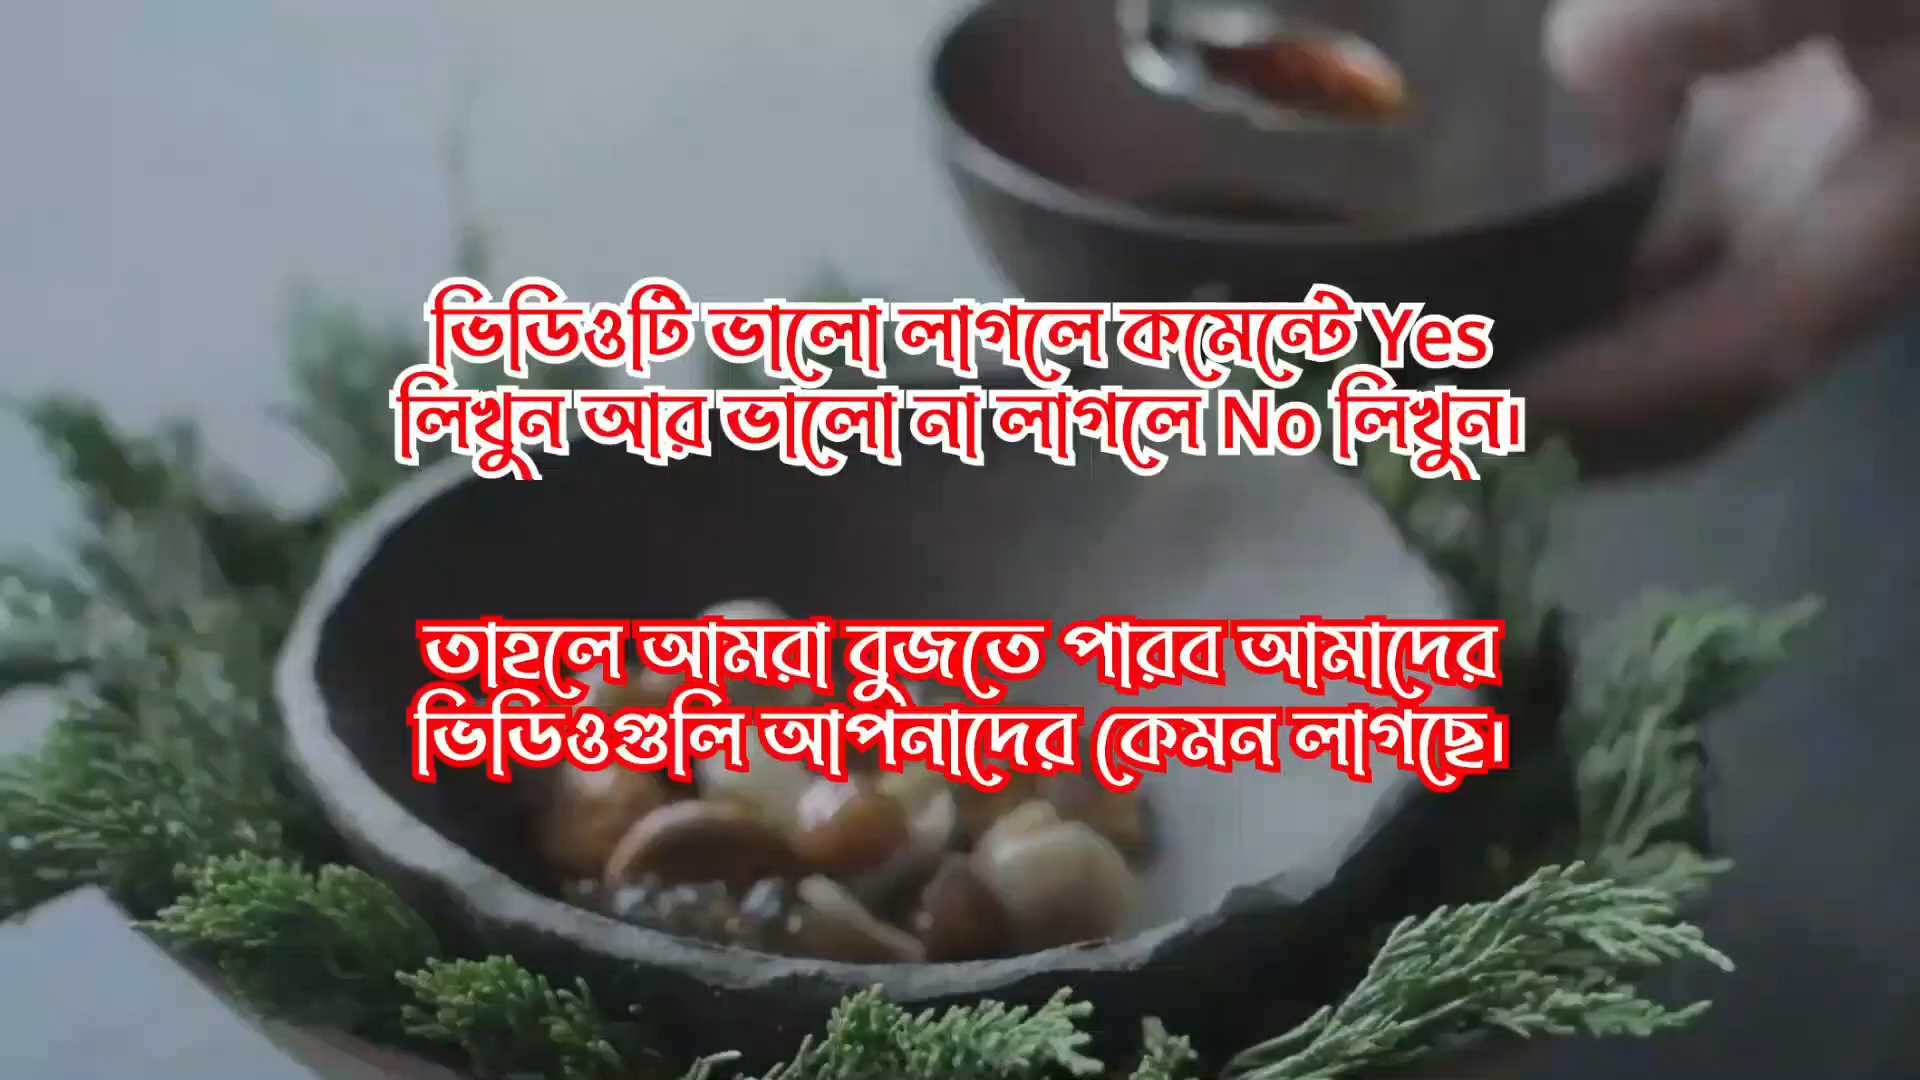 ভিডিওটি ভালো লাগলে কমেন্টে Yes
লিখুন আর ভালো না লাগলে No লিখুন।
তাহলে আমরা বুজতে পারব আমাদের
ভিডিওগুলি আপনাদের কেমন লাগছে।